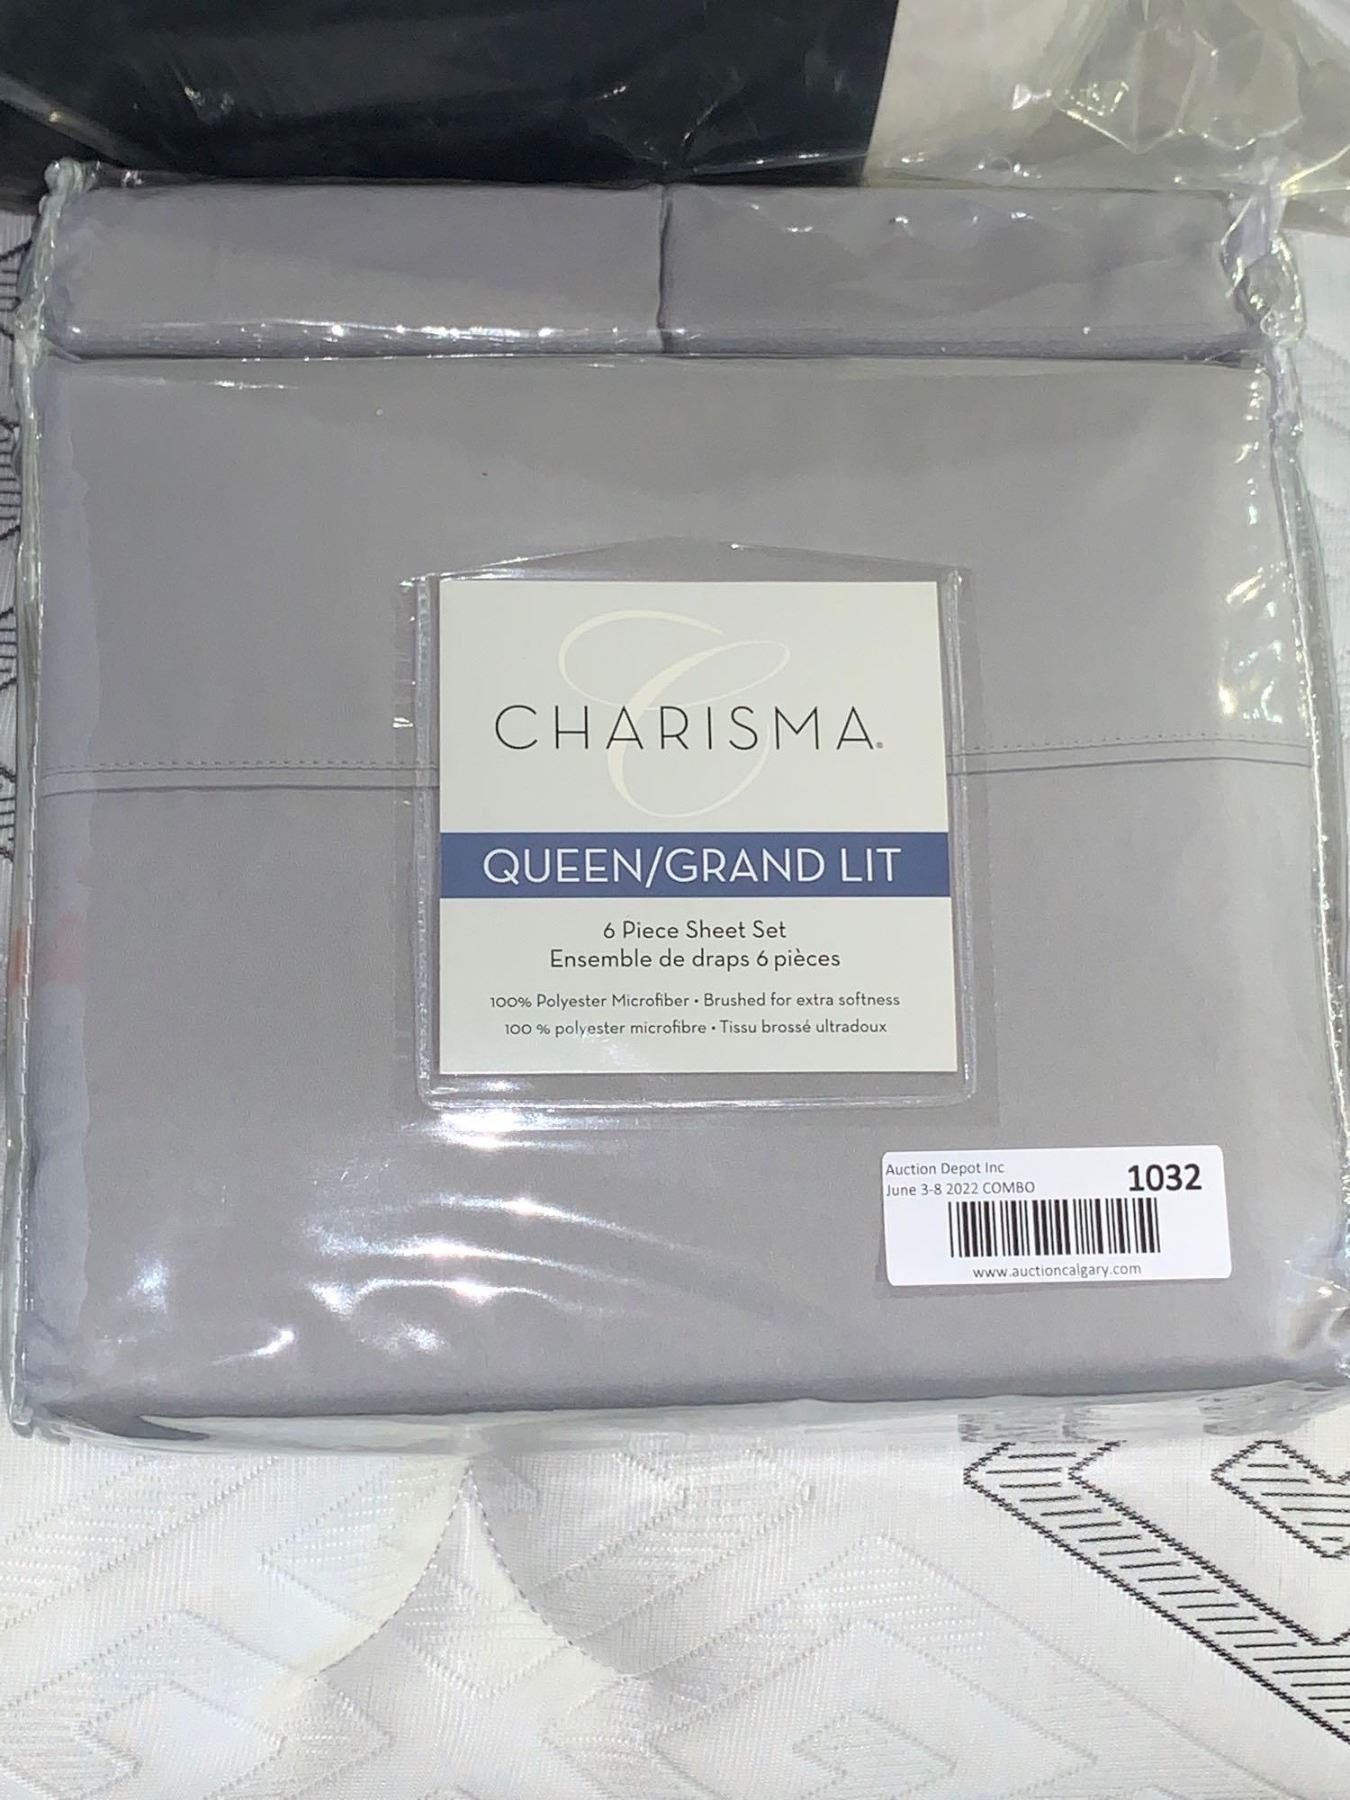 CHARISMA®
QUEEN/GRAND LIT
6 Piece Sheet Set
Ensemble de draps 6 pièces
100% Polyester Microfiber • Brushed for extra softness
100 % polyester microfibre • Tissu brossé ultradoux
Auction Depot Inc
June 3-8 2022 COMBO
1032
www.auctioncalgary.com